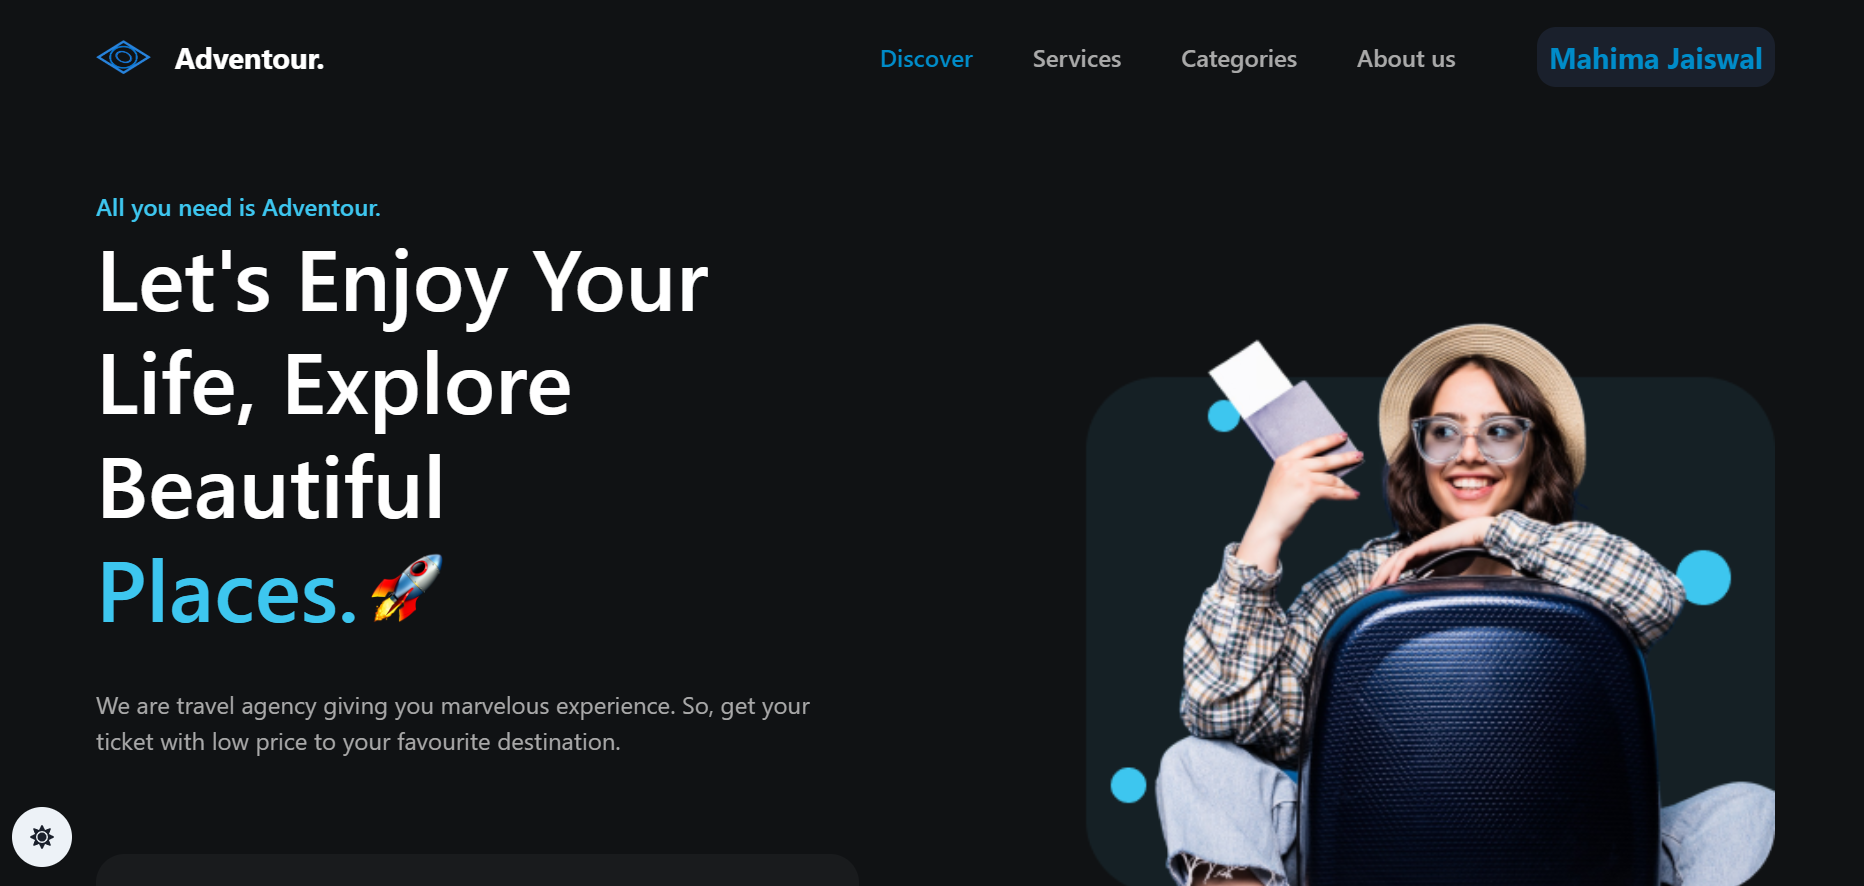 Adventour.
Discover
Services
Categories
About us
Mahima Jaiswal
All you need is Adventour.
Let's Enjoy Your
Life, Explore
Beautiful
Places.🚀
We are travel agency giving you marvelous experience. So, get your
ticket with low price to your favourite destination.